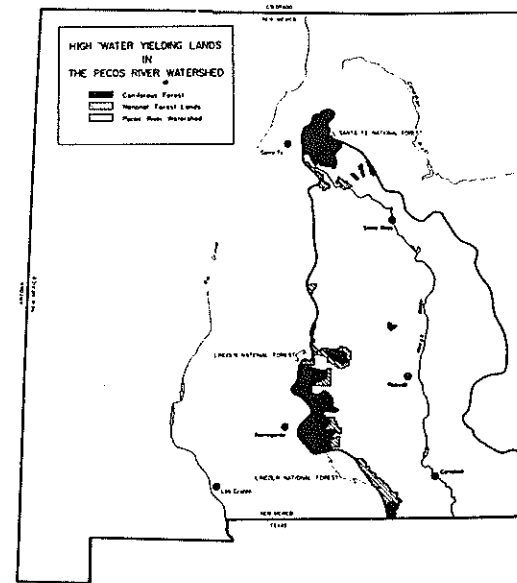 COLORADO
NEW MEXICO
HIGH WATER YIELDING LANDS
IN
THE PECOS RIVER WATERSHED
Coniferous Forest
National Forest Lands
Pecos River Watershed
SANTA FE NATIONAL FOREST
Santa Fe
Santa Rosa
ARIZONA
NEW MEXICO
LINCOLN NATIONAL FOREST
Roswell
Alamogordo
LINCOLN NATIONAL FOREST
Carlsbad
Las Cruces
NEW MEXICO
TEXAS